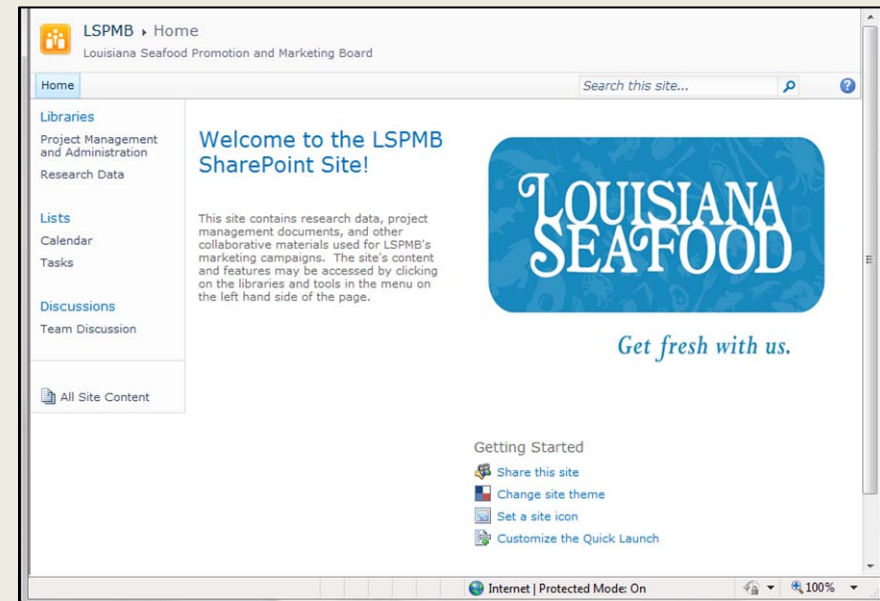 LSPMB ▸ Home
Louisiana Seafood Promotion and Marketing Board
Home
Search this site...
Libraries
Project Management
and Administration
Research Data
Lists
Calendar
Tasks
Discussions
Team Discussion
All Site Content
Welcome to the LSPMB
SharePoint Site!
This site contains research data, project
management documents, and other
collaborative materials used for LSPMB's
marketing campaigns. The site's content
and features may be accessed by clicking
on the libraries and tools in the menu on
the left hand side of the page.
LOUISIANA
SEAFOOD
Get fresh with us.
Getting Started
Share this site
Change site theme
Set a site icon
Customize the Quick Launch
Internet | Protected Mode: On
100%